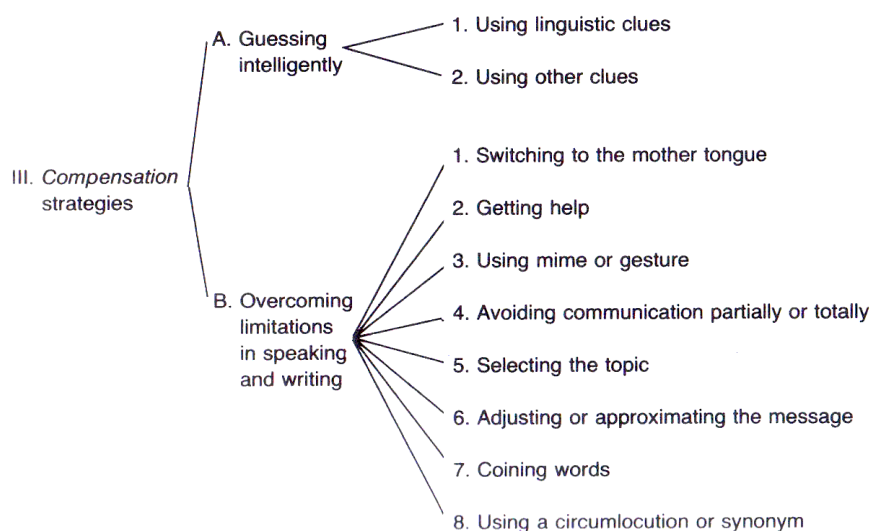 A. Guessing
intelligently
1. Using linguistic clues
2. Using other clues
III. Compensation
strategies
B. Overcoming
limitations
in speaking
and writing
1. Switching to the mother tongue
2. Getting help
3. Using mime or gesture
4. Avoiding communication partially or totally
5. Selecting the topic
6. Adjusting or approximating the message
7. Coining words
8. Using a circumlocution or synonym